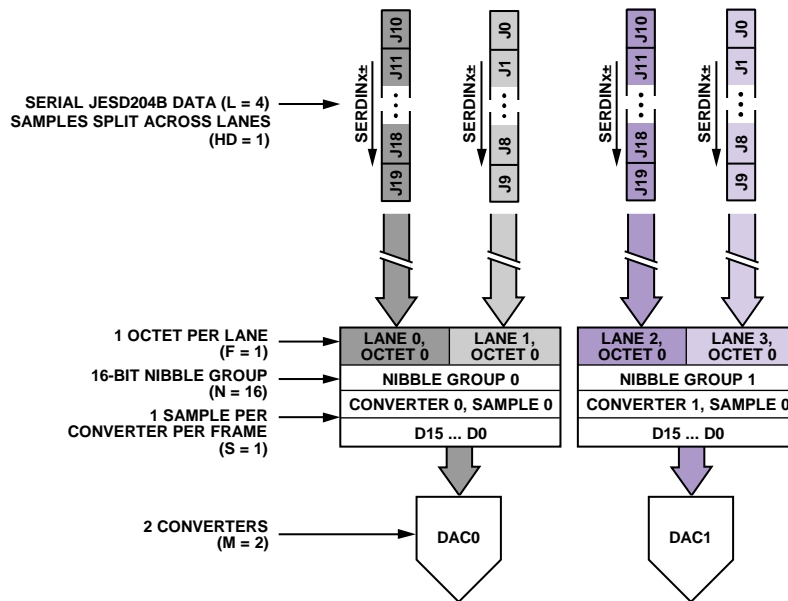 J10
J11
J18
J19
SERDINx±
J0
J1
J8
J9
SERDINx±
J10
J11
J18
J19
SERDINx±
J0
J1
J8
J9
SERDINx±
SERIAL JESD204B DATA (L = 4)
SAMPLES SPLIT ACROSS LANES
(HD = 1)
1 OCTET PER LANE
(F = 1)
LANE 0,
OCTET 0
LANE 1,
OCTET 0
LANE 2,
OCTET 0
LANE 3,
OCTET 0
16-BIT NIBBLE GROUP
(N = 16)
NIBBLE GROUP 0
NIBBLE GROUP 1
1 SAMPLE PER
CONVERTER PER FRAME
(S = 1)
CONVERTER 0, SAMPLE 0
CONVERTER 1, SAMPLE 0
D15 ... D0
D15 ... D0
2 CONVERTERS
(M = 2)
DAC0
DAC1